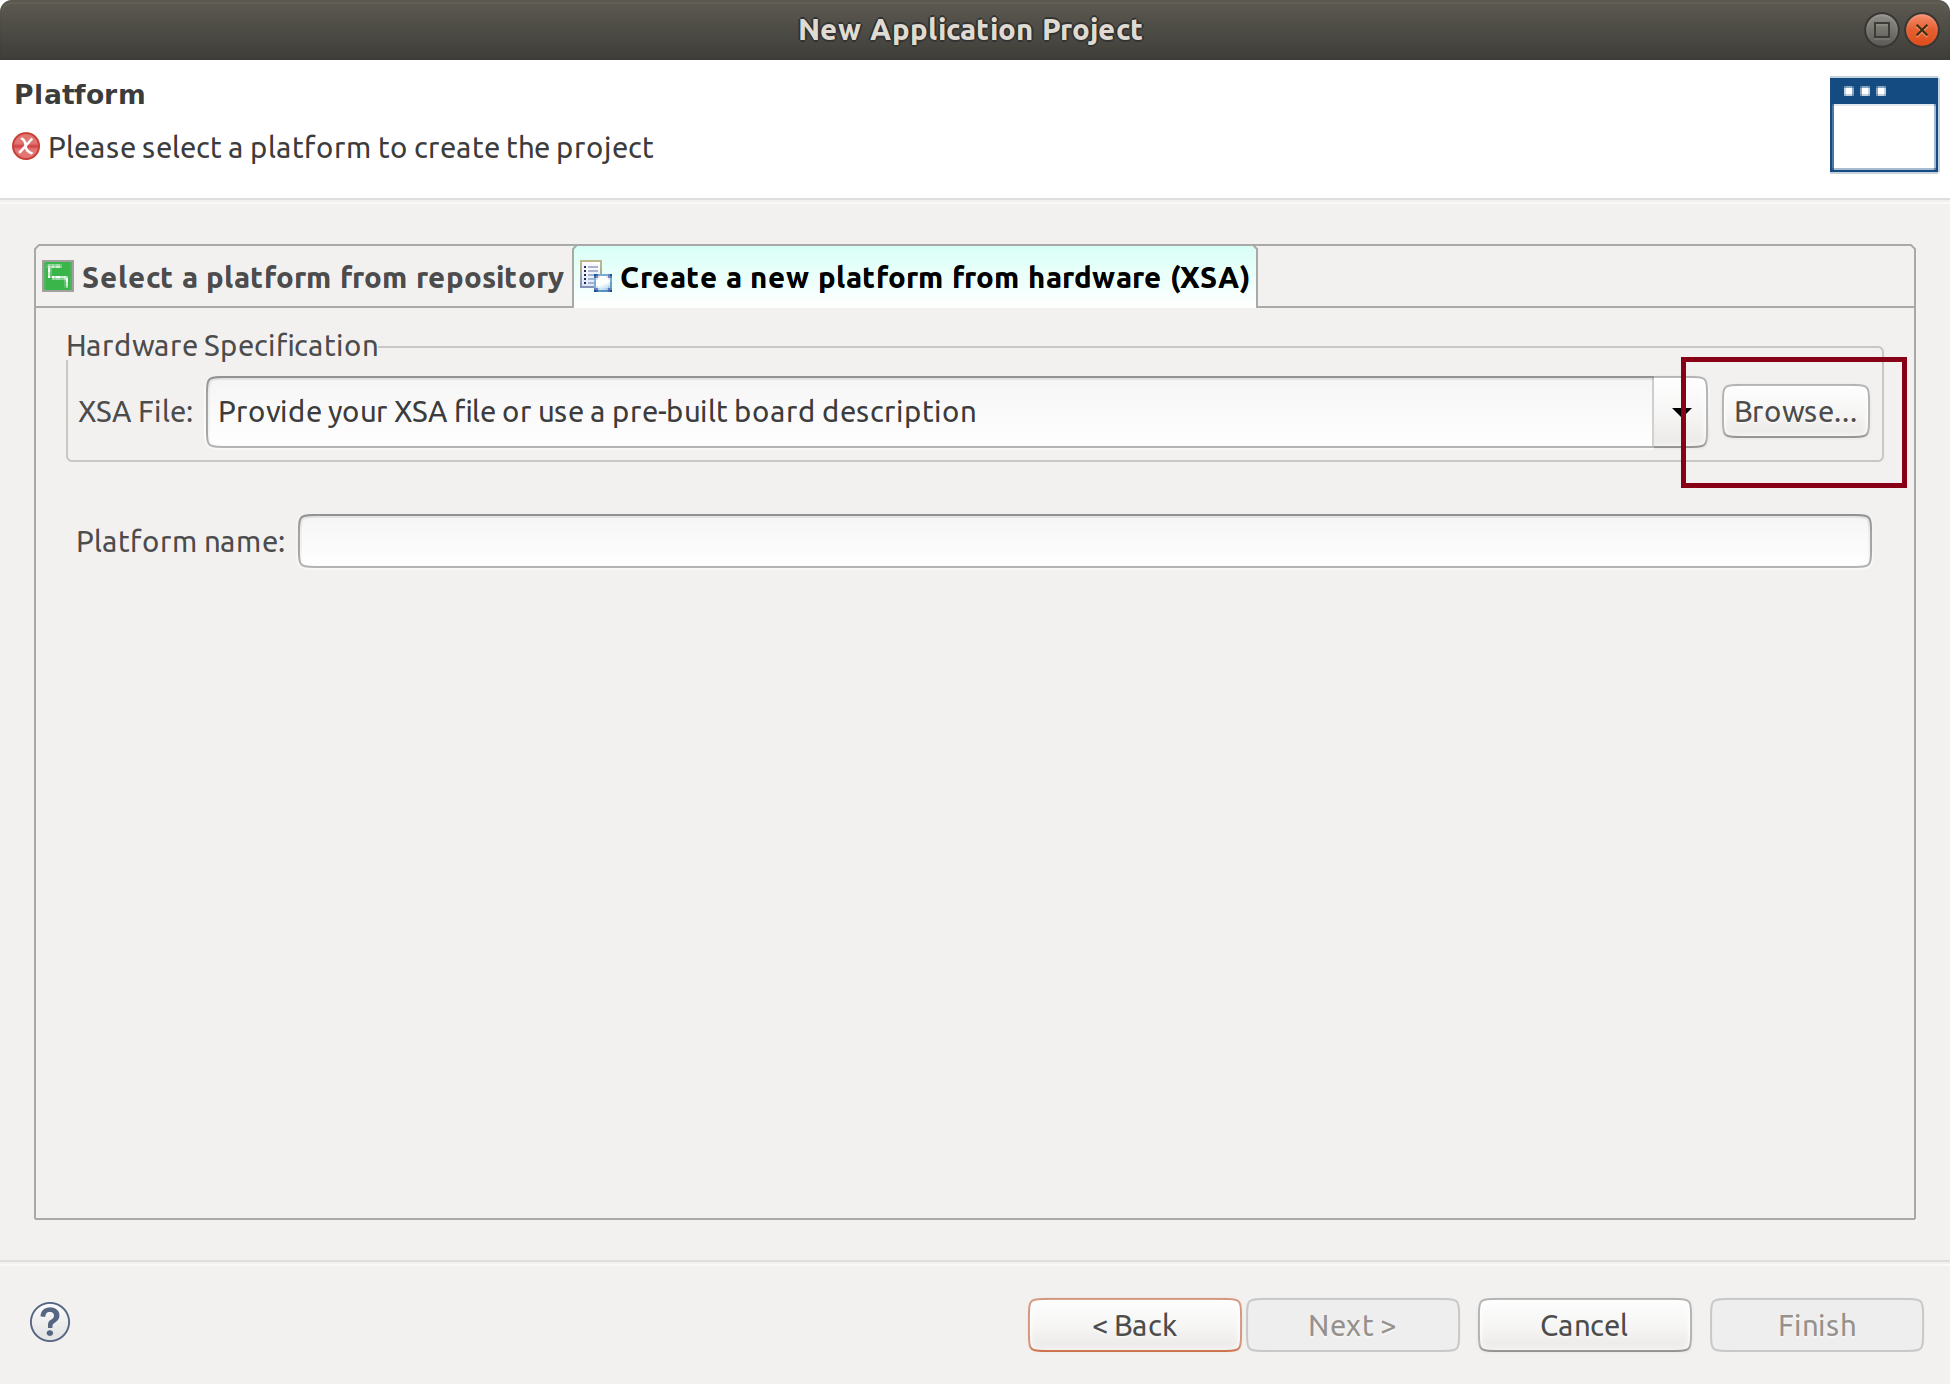 New Application Project
Platform
Please select a platform to create the project
Select a platform from repository
Create a new platform from hardware (XSA)
Hardware Specification
XSA File: Provide your XSA file or use a pre-built board description Browse...
Platform name:
? < Back Next > Cancel Finish